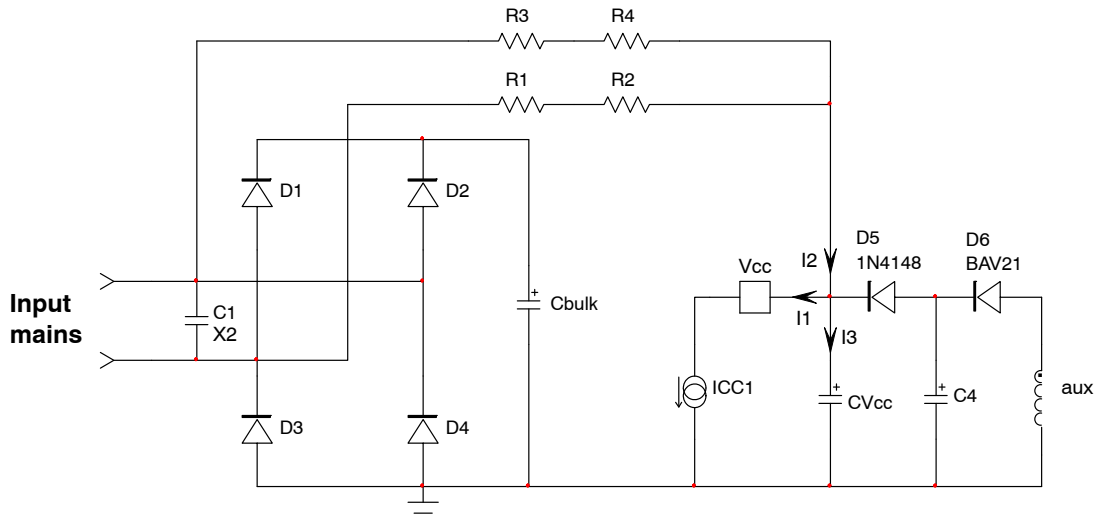 R3 R4
R1 R2
D1 D2
D5 D6
1N4148 BAV21
Vcc I2
Input
mains
C1
X2
+
Cbulk
I1
I3
ICC1
+
CVcc
+
C4
aux
D3 D4